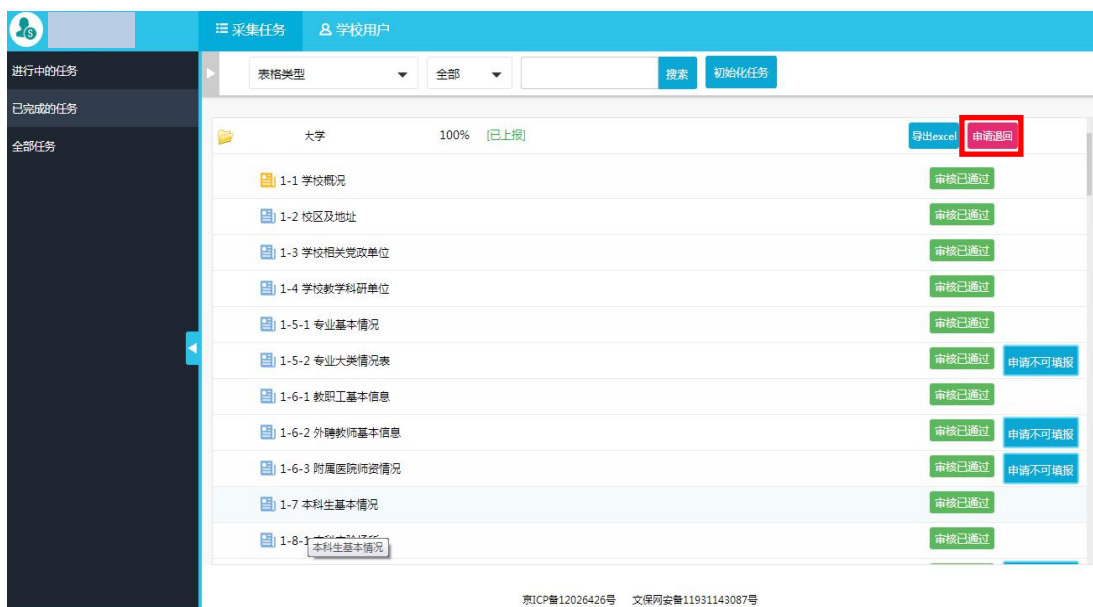 采集任务 学校用户
进行中的任务
已完成的任务
全部任务
表格类型 全部 搜索 初始化任务
大学 100% [已上报] 导出excel 申请退回
1-1 学校概况 审核已通过
1-2 校区及地址 审核已通过
1-3 学校相关党政单位 审核已通过
1-4 学校教学科研单位 审核已通过
1-5-1 专业基本情况 审核已通过
1-5-2 专业大类情况表 审核已通过 申请不可填报
1-6-1 教职工基本信息 审核已通过
1-6-2 外聘教师基本信息 审核已通过 申请不可填报
1-6-3 附属医院师资情况 审核已通过 申请不可填报
1-7 本科生基本情况 审核已通过
1-8-1 审核已通过
本科生基本情况
京ICP备12026426号 文保网安备11931143087号